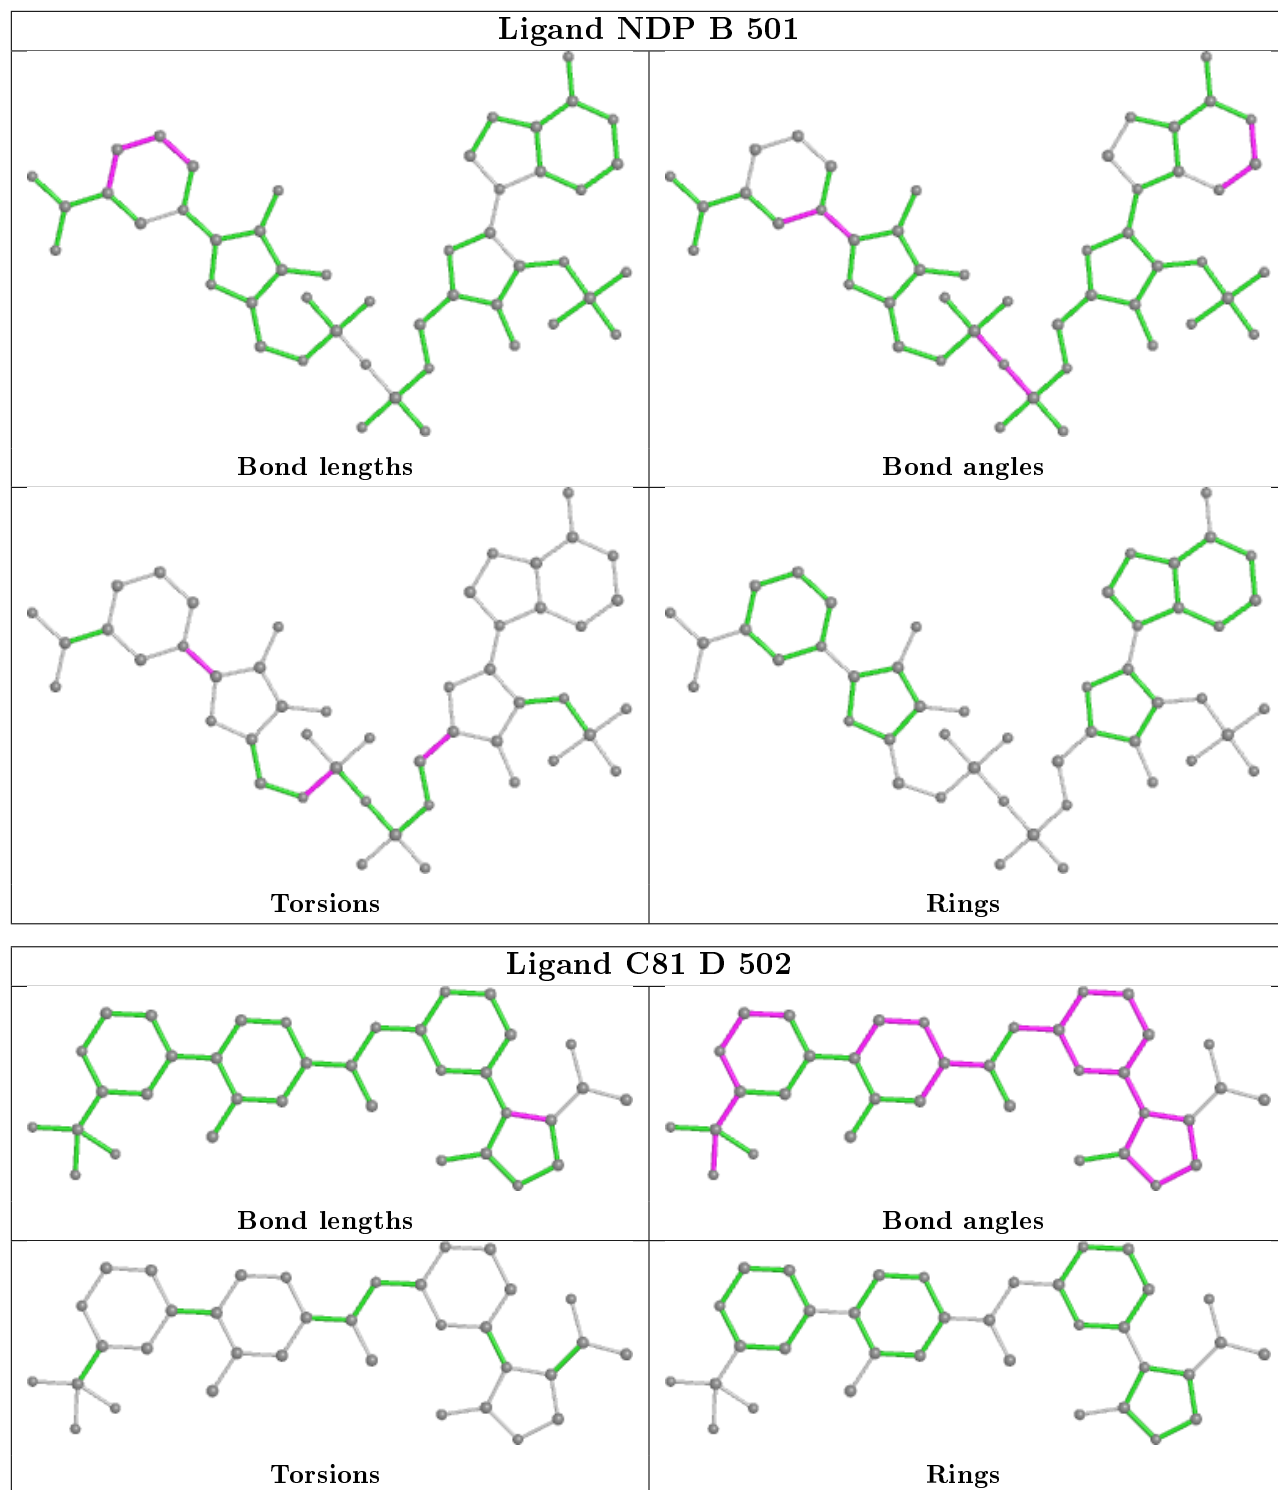 Ligand NDP B 501
Bond lengths
Bond angles
Torsions
Rings
Ligand C81 D 502
Bond lengths
Bond angles
Torsions
Rings